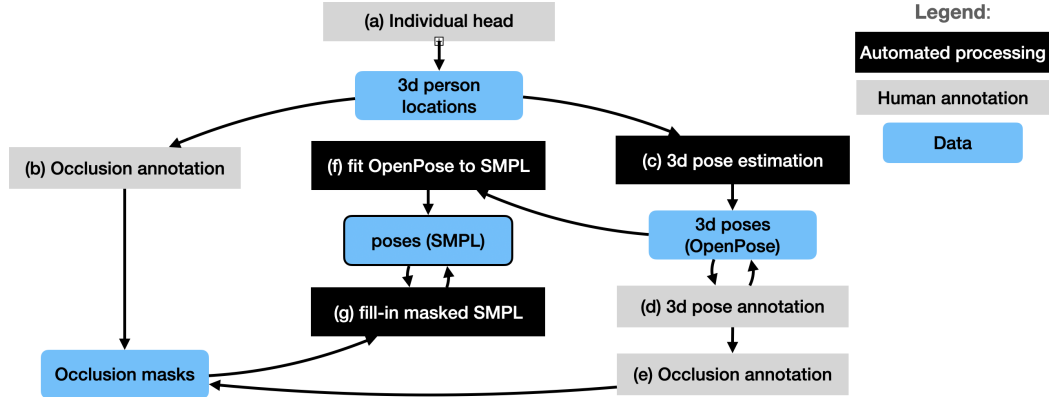 Legend:
(a) Individual head
Automated processing
3d person
locations
Human annotation
Data
(b) Occlusion annotation
(f) fit OpenPose to SMPL
(c) 3d pose estimation
poses (SMPL)
3d poses
(OpenPose)
(g) fill-in masked SMPL
(d) 3d pose annotation
Occlusion masks
(e) Occlusion annotation